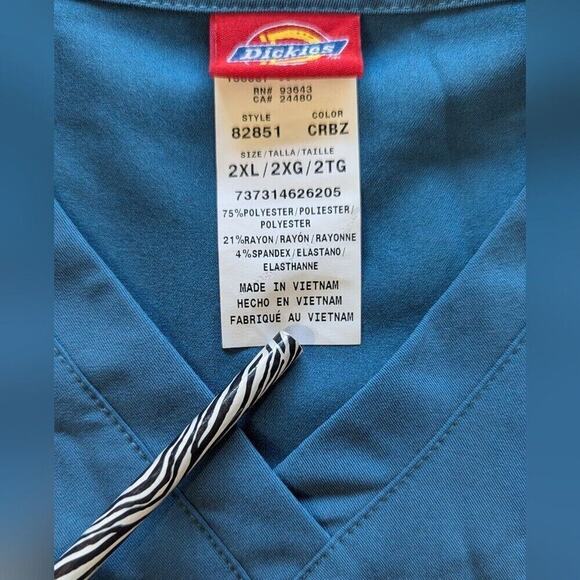 Dickies
RN# 93643
CA# 24480
STYLE COLOR
82851 CRBZ
SIZE/TALLA/TAILLE
2XL/2XG/2TG
737314626205
75%POLYESTER/POLIESTER/
POLYESTER
21%RAYON/RAYÓN/RAYONNE
4%SPANDEX/ELASTANO/
ELASTHANNE
MADE IN VIETNAM
HECHO EN VIETNAM
FABRIQUÉ AU VIETNAM